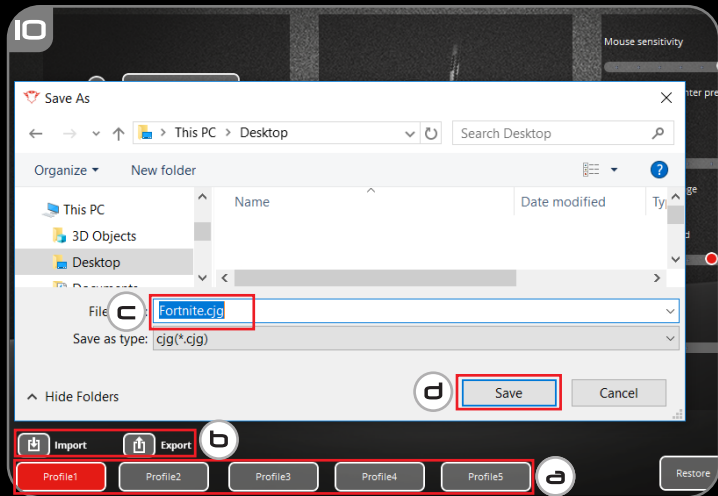 10
Mouse sensitivity
Save As
This PC > Desktop
Search Desktop
Organize
New folder
This PC
3D Objects
Desktop
Name
Date modified
File
c
Fortnite.cjg
Save as type: cjg(*.cjg)
Hide Folders
d
Save
Cancel
Import
Export
b
Profile1
Profile2
Profile3
Profile4
Profile5
a
Restore